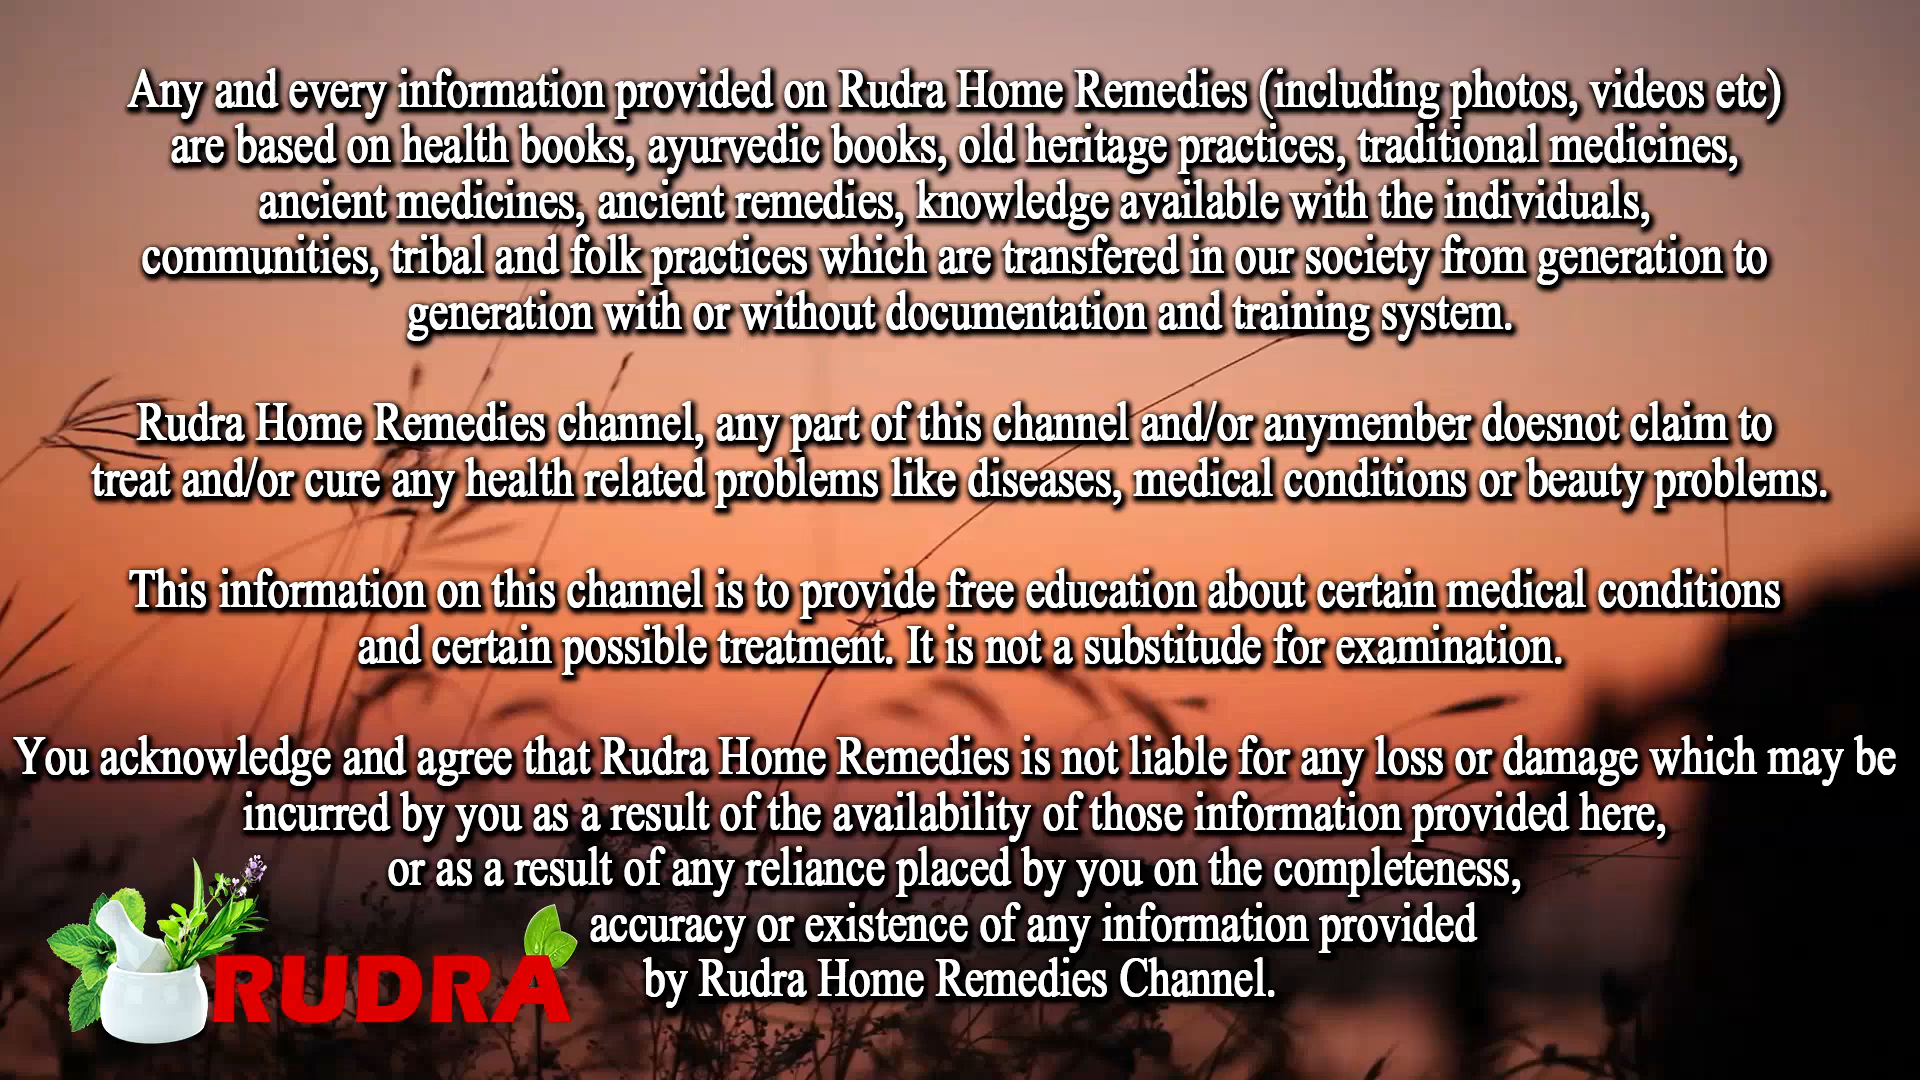 Any and every information provided on Rudra Home Remedies (including photos, videos etc)
are based on health books, ayurvedic books, old heritage practices, traditional medicines,
ancient medicines, ancient remedies, knowledge available with the individuals,
communities, tribal and folk practices which are transfered in our society from generation to
generation with or without documentation and training system.
Rudra Home Remedies channel, any part of this channel and/or anymember doesnot claim to
treat and/or cure any health related problems like diseases, medical conditions or beauty problems.
This information on this channel is to provide free education about certain medical conditions
and certain possible treatment. It is not a substitude for examination.
You acknowledge and agree that Rudra Home Remedies is not liable for any loss or damage which may be
incurred by you as a result of the availability of those information provided here,
or as a result of any reliance placed by you on the completeness,
accuracy or existence of any information provided
by Rudra Home Remedies Channel.
RUDRA